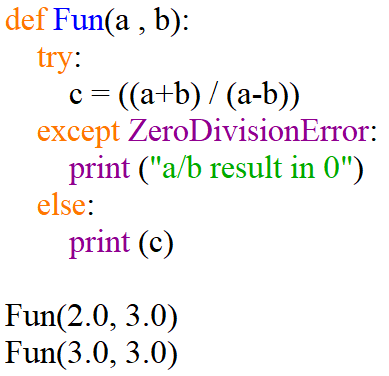 def Fun(a , b):
    try:
        c = ((a+b) / (a-b))
    except ZeroDivisionError:
        print ("a/b result in 0")
    else:
        print (c)

Fun(2.0, 3.0)
Fun(3.0, 3.0)